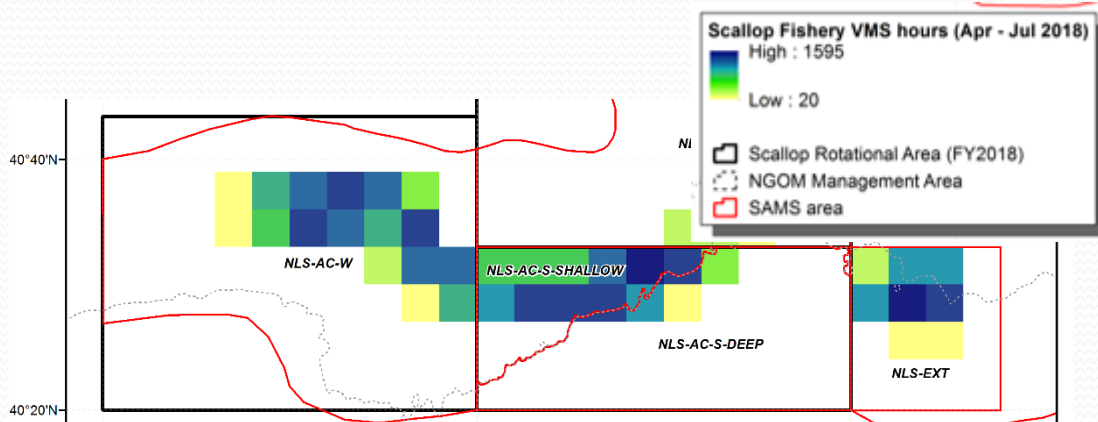 Scallop Fishery VMS hours (Apr - Jul 2018)
High : 1595
Low : 20
Scallop Rotational Area (FY2018)
NGOM Management Area
SAMS area
40°40'N
NLS-AC-W
NLS-AC-S-SHALLOW
NLS-AC-S-DEEP
NLS-EXT
40°20'N